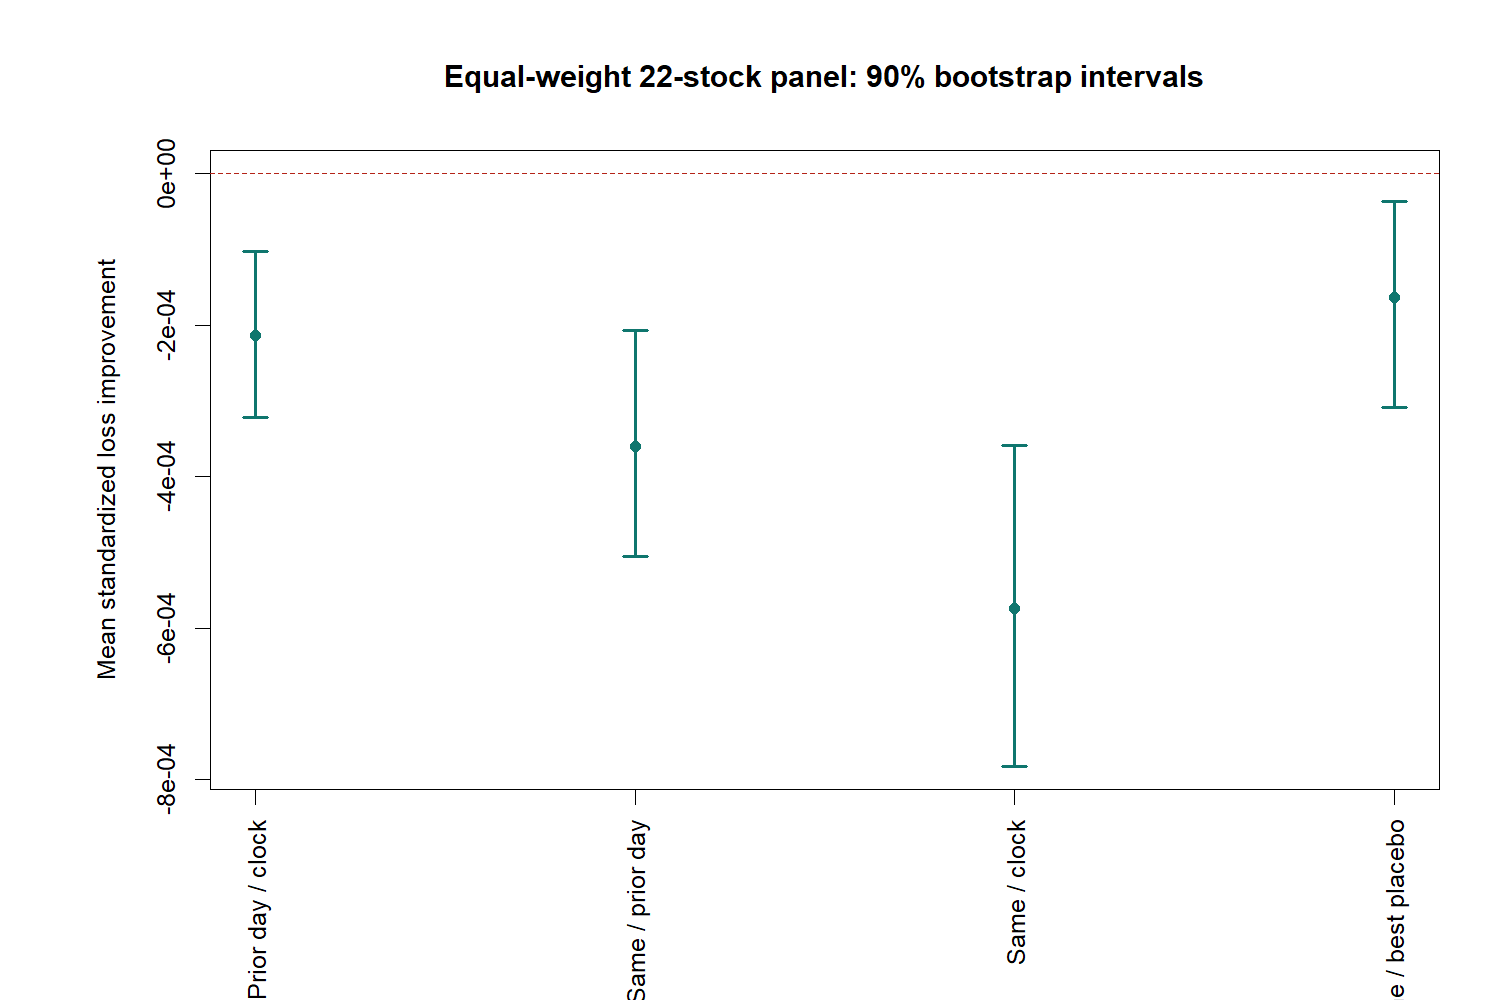 Equal-weight 22-stock panel: 90% bootstrap intervals
Mean standardized loss improvement
0e+00
-2e-04
-4e-04
-6e-04
-8e-04
Prior day / clock
Same / prior day
Same / clock
e / best placebo